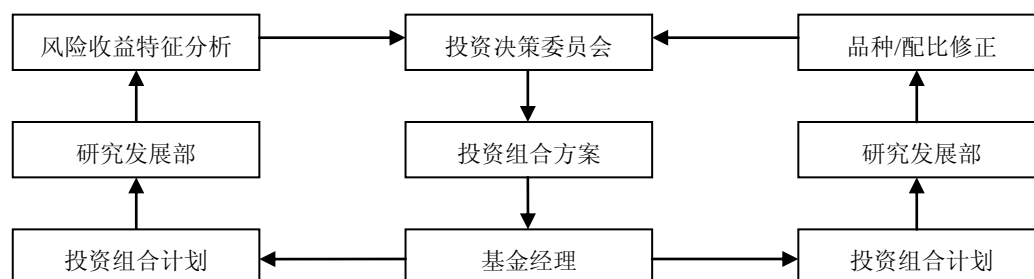 风险收益特征分析
投资决策委员会
品种/配比修正
研究发展部
投资组合方案
研究发展部
投资组合计划
基金经理
投资组合计划